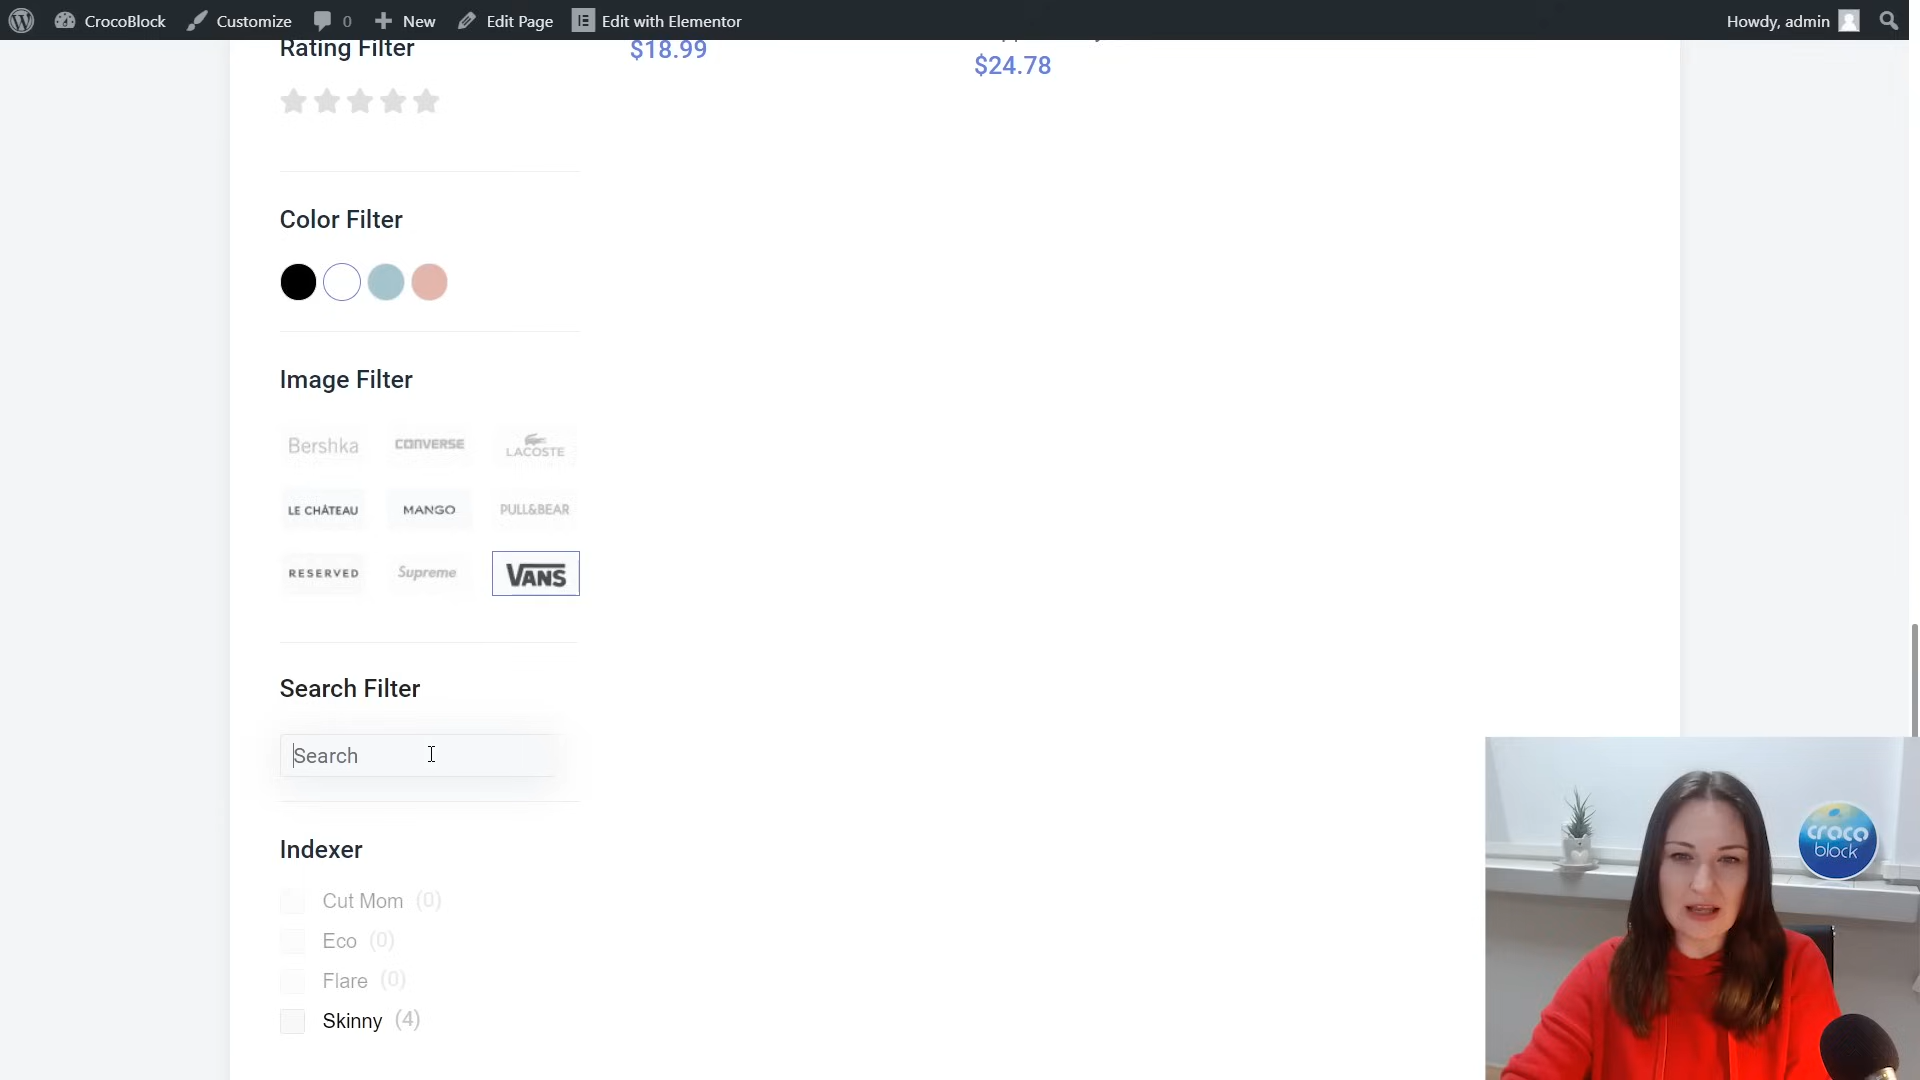 CrocoBlock Customize 0 New Edit Page Edit with Elementor Howdy, admin
Rating Filter
$18.99
$24.78
Color Filter
Image Filter
Bershka CONVERSE LACOSTE
LE CHÂTEAU MANGO PULL&BEAR
RESERVED Supreme VANS
Search Filter
Search
Indexer
Cut Mom (0)
Eco (0)
Flare (0)
Skinny (4)
croco
block